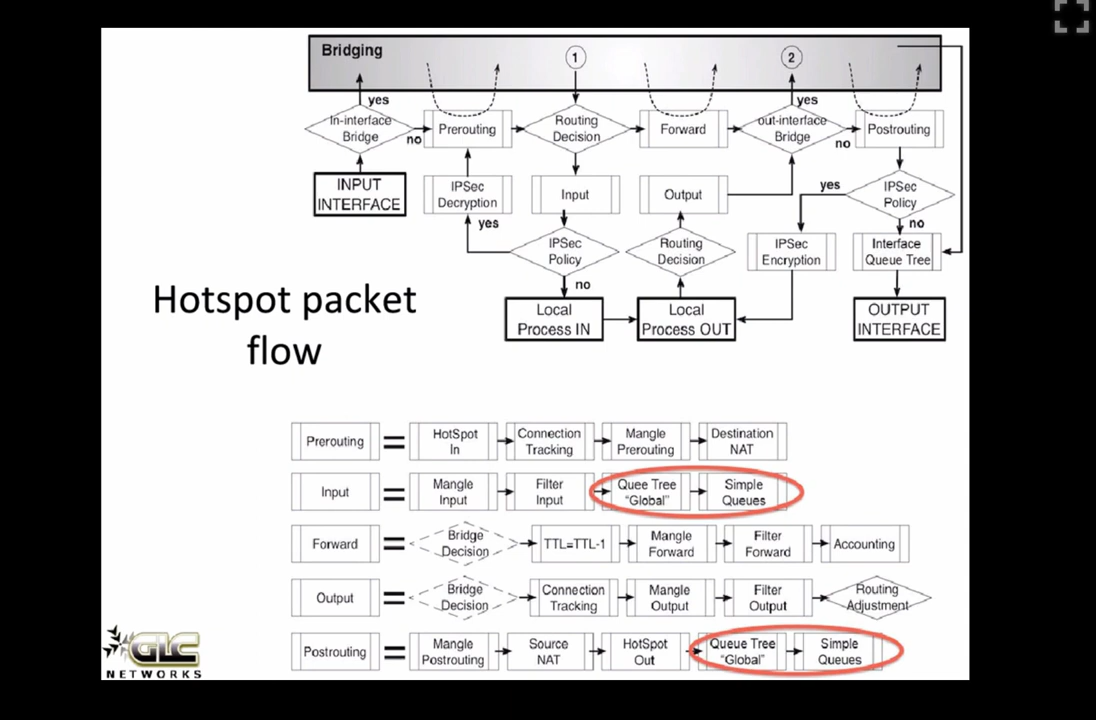 Bridging
1
2
yes
yes
In-interface
Bridge
no
Prerouting
Routing
Decision
Forward
out-interface
Bridge
no
Postrouting
INPUT
INTERFACE
IPSec
Decryption
yes
Input
Output
yes
IPSec
Policy
no
IPSec
Policy
no
Routing
Decision
IPSec
Encryption
Interface
Queue Tree
Local
Process IN
Local
Process OUT
OUTPUT
INTERFACE
Hotspot packet
flow
Prerouting = HotSpot In Connection Tracking Mangle Prerouting Destination NAT
Input = Mangle Input Filter Input Quee Tree "Global" Simple Queues
Forward = Bridge Decision TTL=TTL-1 Mangle Forward Filter Forward Accounting
Output = Bridge Decision Connection Tracking Mangle Output Filter Output Routing Adjustment
Postrouting = Mangle Postrouting Source NAT HotSpot Out Queue Tree "Global" Simple Queues
GLC
NETWORKS